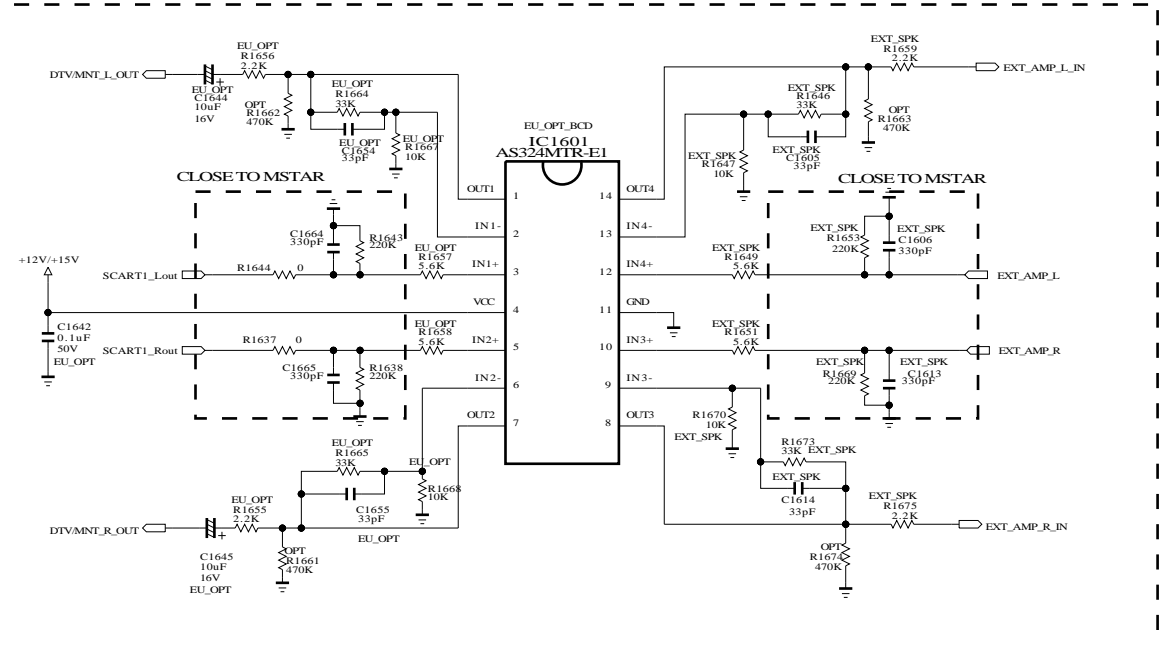 EU_OPT
R1656
2.2K
DTV/MNT_L_OUT
EU_OPT
C1644
10uF
16V
OPT
R1662
470K
EU_OPT
R1664
33K
EU_OPT
C1654
33pF
EU_OPT
R1667
10K
EU_OPT_BCD
IC1601
AS324MTR-E1
EXT_SPK
R1659
2.2K
EXT_AMP_L_IN
EXT_SPK
R1646
33K
OPT
R1663
470K
EXT_SPK
C1605
33pF
EXT_SPK
R1647
10K
CLOSE TO MSTAR
CLOSE TO MSTAR
OUT1
1
IN1-
2
IN1+
3
VCC
4
IN2+
5
IN2-
6
OUT2
7
14
OUT4
13
IN4-
12
IN4+
11
GND
10
IN3+
9
IN3-
8
OUT3
C1664
330pF
R1643
220K
EU_OPT
R1657
5.6K
SCART1_Lout
R1644
0
+12V/+15V
C1642
0.1uF
50V
EU_OPT
SCART1_Rout
R1637
0
EU_OPT
R1658
5.6K
C1665
330pF
R1638
220K
EXT_SPK
R1649
5.6K
EXT_SPK
R1653
220K
EXT_SPK
C1606
330pF
EXT_AMP_L
EXT_SPK
R1651
5.6K
EXT_AMP_R
EXT_SPK
R1669
220K
EXT_SPK
C1613
330pF
R1670
10K
EXT_SPK
R1673
33K
EXT_SPK
EXT_SPK
C1614
33pF
EXT_SPK
R1675
2.2K
EXT_AMP_R_IN
OPT
R1674
470K
EU_OPT
R1665
33K
EU_OPT
R1668
10K
C1655
33pF
EU_OPT
EU_OPT
R1655
2.2K
DTV/MNT_R_OUT
C1645
10uF
16V
EU_OPT
OPT
R1661
470K